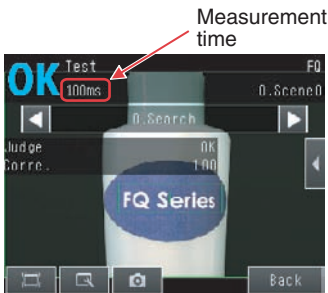 Measurement
time
Test
FQ
OK
100ms
0.Scene0
0.Search
Judge OK
Corre. 100
FQ Series
Back